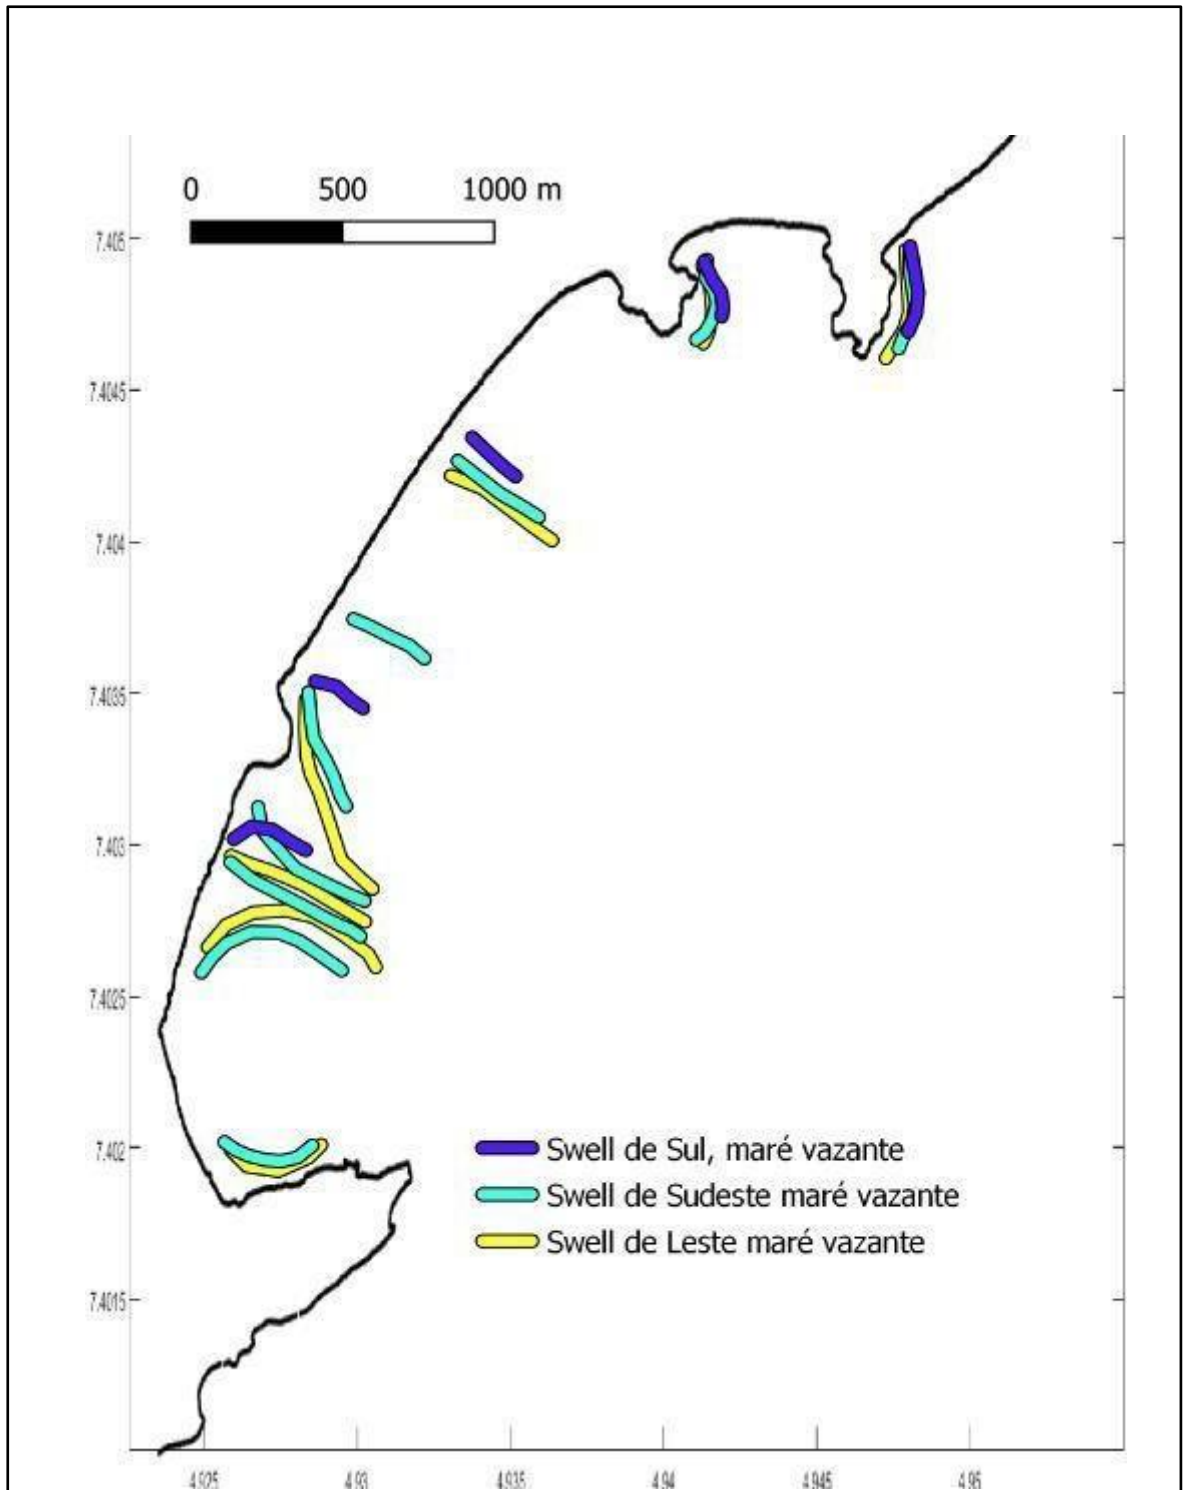 0 500 1000 m
7.405
7.4045
7.404
7.4035
7.403
7.4025
7.402
Swell de Sul, maré vazante
Swell de Sudeste maré vazante
Swell de Leste maré vazante
7.4015
4.925 4.93 4.935 4.94 4.945 4.95